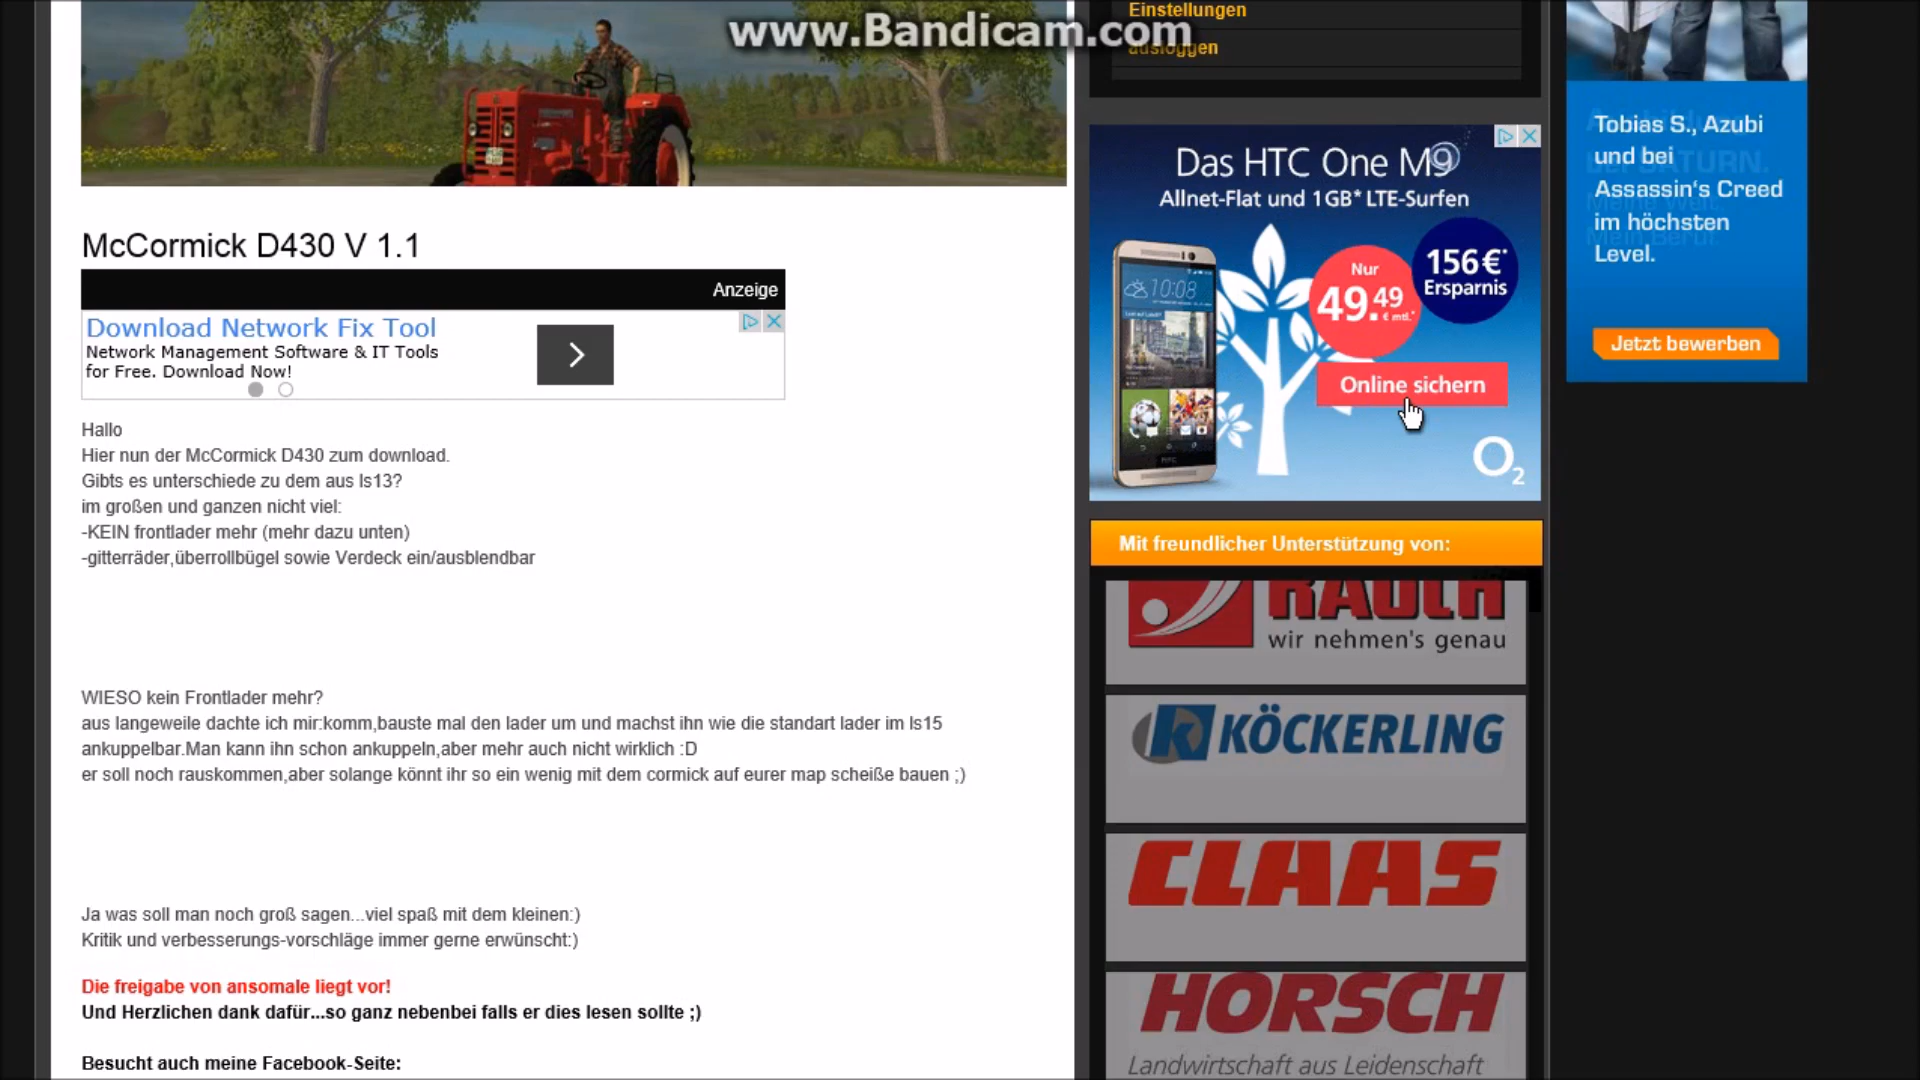 www.Bandicam.com
McCormick D430 V 1.1
Anzeige
Download Network Fix Tool
Network Management Software & IT Tools
for Free. Download Now!
Hallo
Hier nun der McCormick D430 zum download.
Gibts es unterschiede zu dem aus ls13?
im großen und ganzen nicht viel:
-KEIN frontlader mehr (mehr dazu unten)
-gitterräder,überrollbügel sowie Verdeck ein/ausblendbar
WIESO kein Frontlader mehr?
aus langeweile dachte ich mir:komm,bauste mal den lader um und machst ihn wie die standart lader im ls15
ankuppelbar.Man kann ihn schon ankuppeln,aber mehr auch nicht wirklich :D
er soll noch rauskommen,aber solange könnt ihr so ein wenig mit dem cormick auf eurer map scheiße bauen ;)
Ja was soll man noch groß sagen...viel spaß mit dem kleinen:)
Kritik und verbesserungs-vorschläge immer gerne erwünscht:)
Die freigabe von ansomale liegt vor!
Und Herzlichen dank dafür...so ganz nebenbei falls er dies lesen sollte ;)
Besucht auch meine Facebook-Seite:
Einstellungen
ausloggen
Das HTC One M9
Allnet-Flat und 1GB* LTE-Surfen
10:08
Nur
49.49
€ mtl.*
156€*
Ersparnis
Online sichern
O2
Mit freundlicher Unterstützung von:
RAUCH
wir nehmen's genau
KÖCKERLING
CLAAS
HORSCH
Landwirtschaft aus Leidenschaft
Tobias S., Azubi
und bei
Assassin's Creed
im höchsten
Level.
Jetzt bewerben